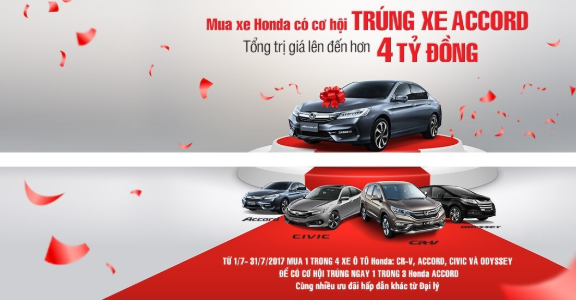 Mua xe Honda có cơ hội TRÚNG XE ACCORD
Tổng trị giá lên đến hơn 4 TỶ ĐỒNG
Accord
CIVIC
CR-V
ODYSSEY
TỪ 1/7- 31/7/2017 MUA 1 TRONG 4 XE Ô TÔ Honda: CR-V, ACCORD, CIVIC VÀ ODYSSEY
ĐỂ CÓ CƠ HỘI TRÚNG NGAY 1 TRONG 3 Honda ACCORD
Cùng nhiều ưu đãi hấp dẫn khác từ Đại lý